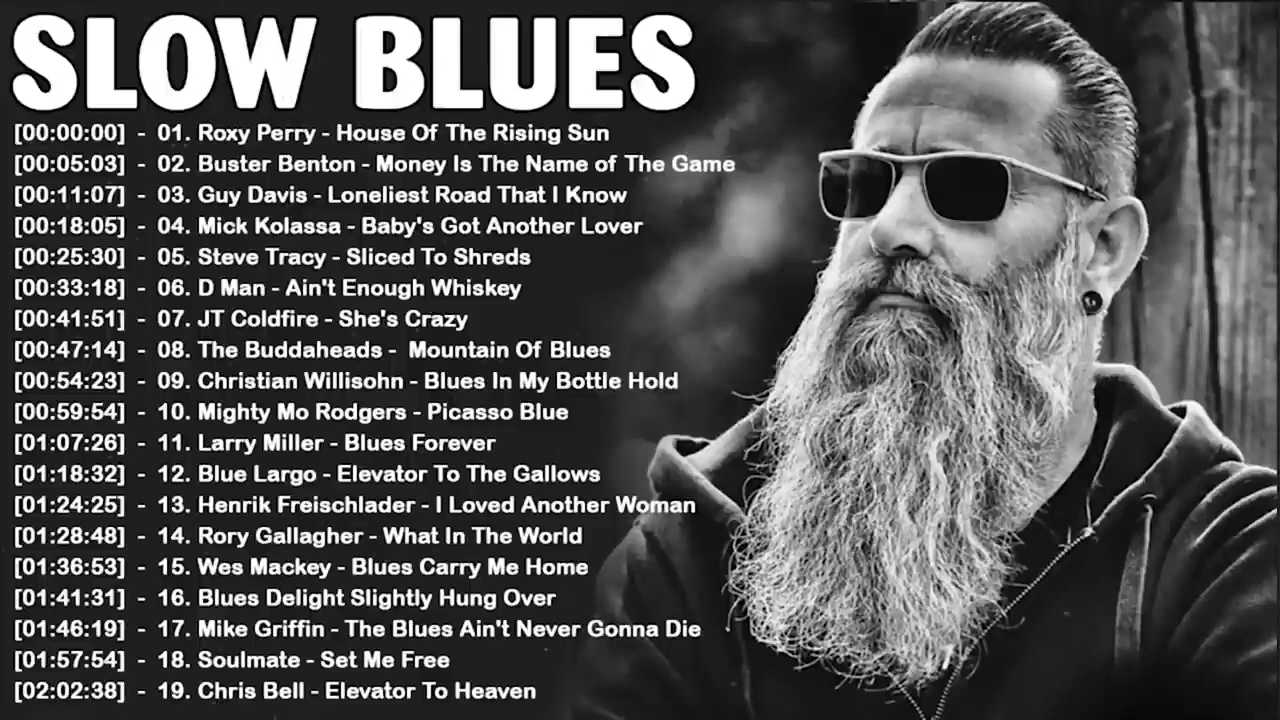 SLOW BLUES
[00:00:00] - 01. Roxy Perry - House Of The Rising Sun
[00:05:03] - 02. Buster Benton - Money Is The Name of The Game
[00:11:07] - 03. Guy Davis - Loneliest Road That I Know
[00:18:05] - 04. Mick Kolassa - Baby's Got Another Lover
[00:25:30] - 05. Steve Tracy - Sliced To Shreds
[00:33:18] - 06. D Man - Ain't Enough Whiskey
[00:41:51] - 07. JT Coldfire - She's Crazy
[00:47:14] - 08. The Buddaheads -  Mountain Of Blues
[00:54:23] - 09. Christian Willisohn - Blues In My Bottle Hold
[00:59:54] - 10. Mighty Mo Rodgers - Picasso Blue
[01:07:26] - 11. Larry Miller - Blues Forever
[01:18:32] - 12. Blue Largo - Elevator To The Gallows
[01:24:25] - 13. Henrik Freischlader - I Loved Another Woman
[01:28:48] - 14. Rory Gallagher - What In The World
[01:36:53] - 15. Wes Mackey - Blues Carry Me Home
[01:41:31] - 16. Blues Delight Slightly Hung Over
[01:46:19] - 17. Mike Griffin - The Blues Ain't Never Gonna Die
[01:57:54] - 18. Soulmate - Set Me Free
[02:02:38] - 19. Chris Bell - Elevator To Heaven